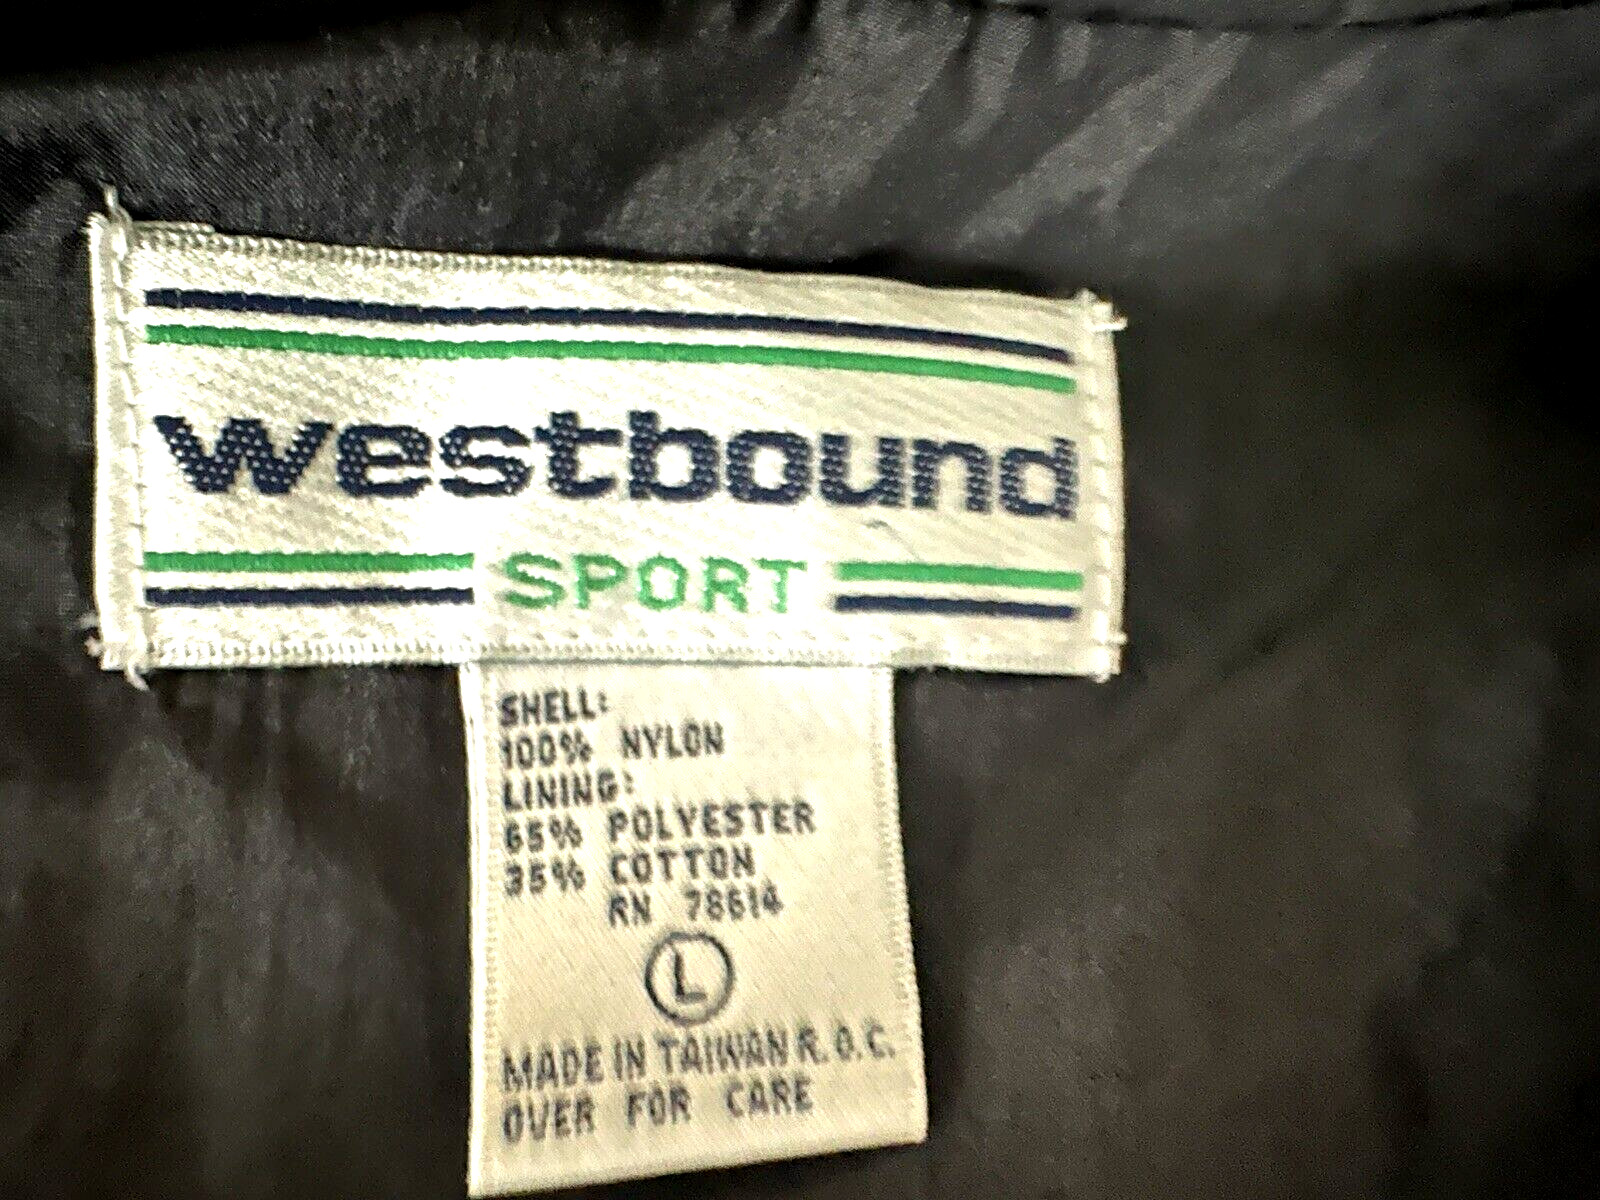 westbound
SPORT
SHELL:
100% NYLON
LINING:
65% POLYESTER
35% COTTON
RN 78614
L
MADE IN TAIWAN R.O.C.
OVER FOR CARE